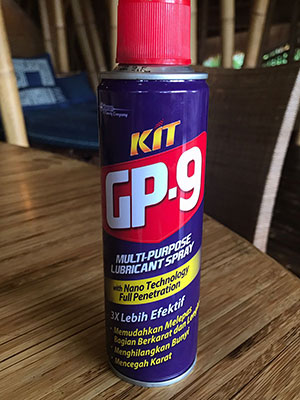 KIT
GP-9
MULTI-PURPOSE
LUBRICANT SPRAY
with Nano Technology
Full Penetration
3X Lebih Efektif
- Memudahkan Melepas
Bagian Berkarat dan
- Menghilangkan Bunyi
- Mencegah Karat